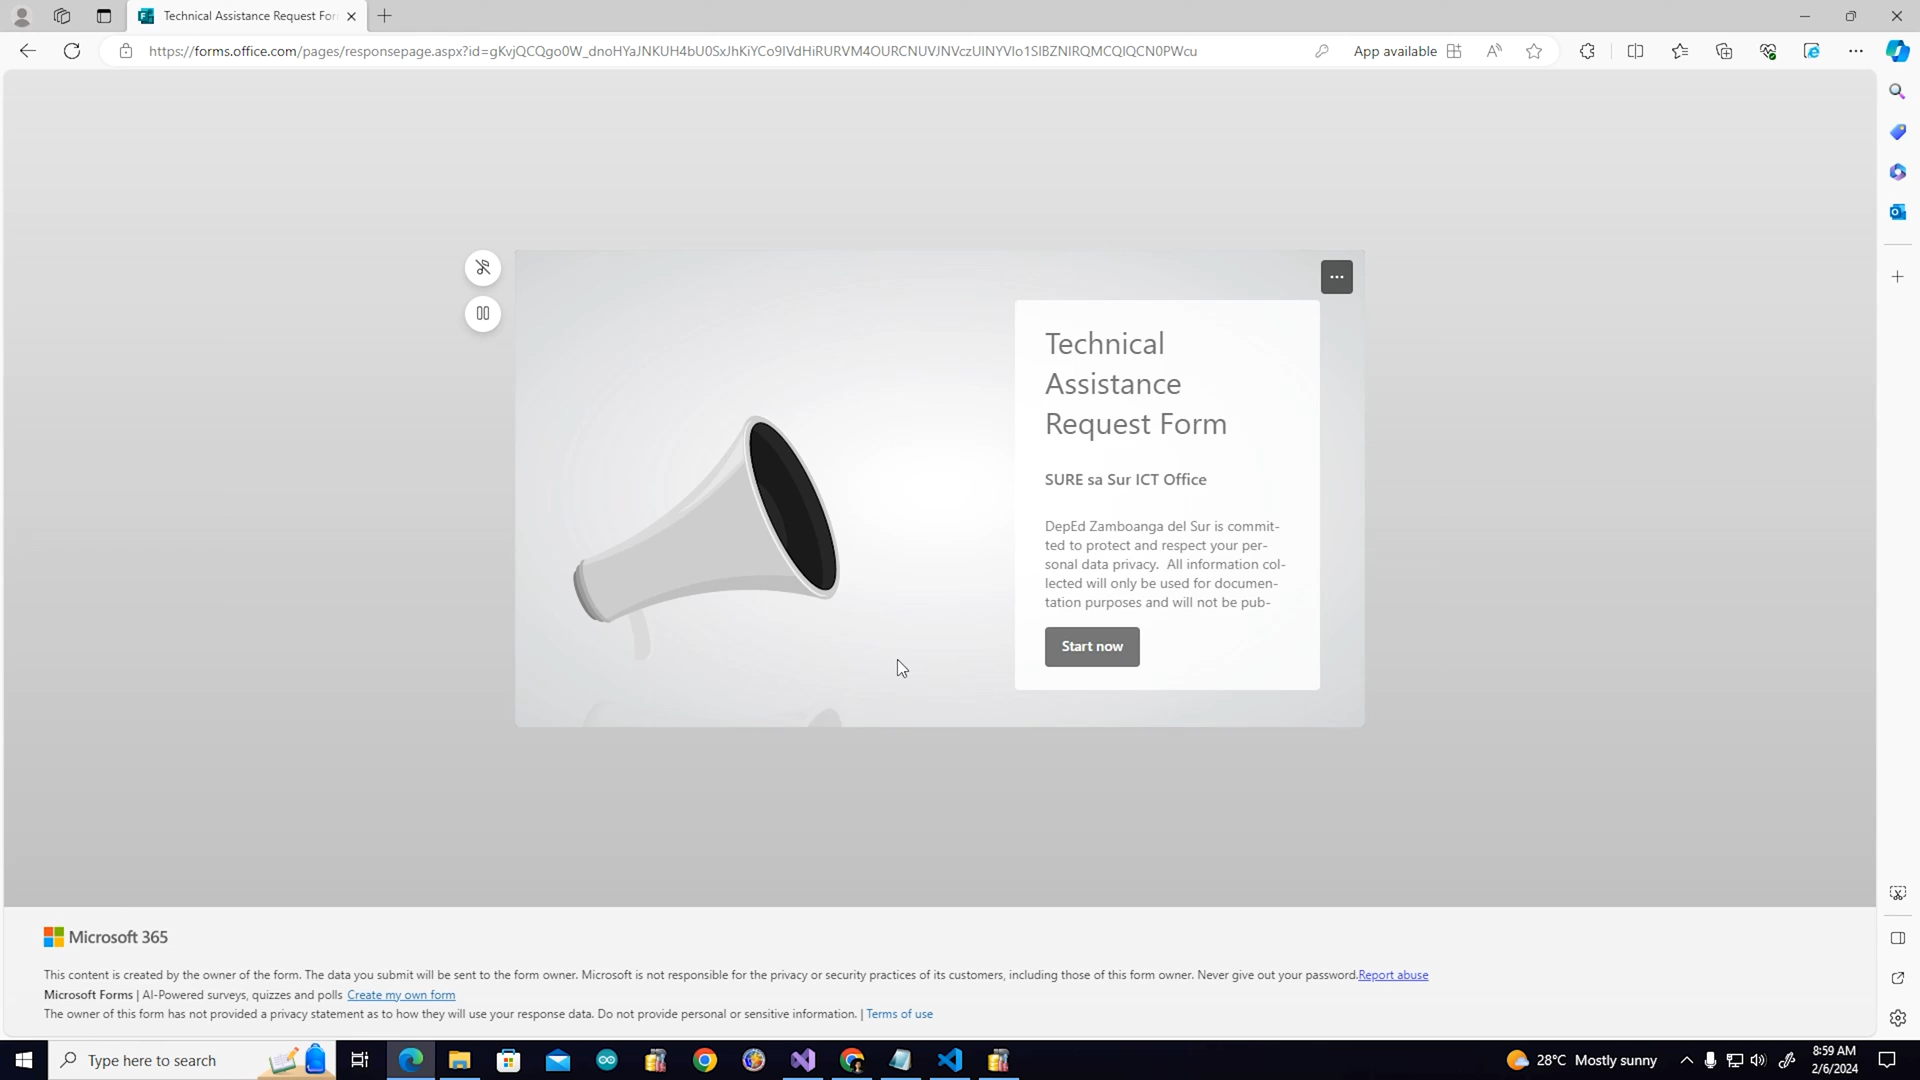 Technical Assistance Request For
https://forms.office.com/pages/responsepage.aspx?id=gKvjQCQgo0W_dnoHYaJNKUH4bU0SxJhKiYCo9IVdHiRURVM4OURCNUVJNVczUlNYVlo1SlBZNlRQMCQlQCN0PWcu
App available
Technical
Assistance
Request Form
SURE sa Sur ICT Office
DepEd Zamboanga del Sur is commit-
ted to protect and respect your per-
sonal data privacy.  All information col-
lected will only be used for documen-
tation purposes and will not be pub-
Start now
Microsoft 365
This content is created by the owner of the form. The data you submit will be sent to the form owner. Microsoft is not responsible for the privacy or security practices of its customers, including those of this form owner. Never give out your password.Report abuse
Microsoft Forms | AI-Powered surveys, quizzes and polls Create my own form
The owner of this form has not provided a privacy statement as to how they will use your response data. Do not provide personal or sensitive information. | Terms of use
Type here to search
28°C Mostly sunny
8:59 AM
2/6/2024